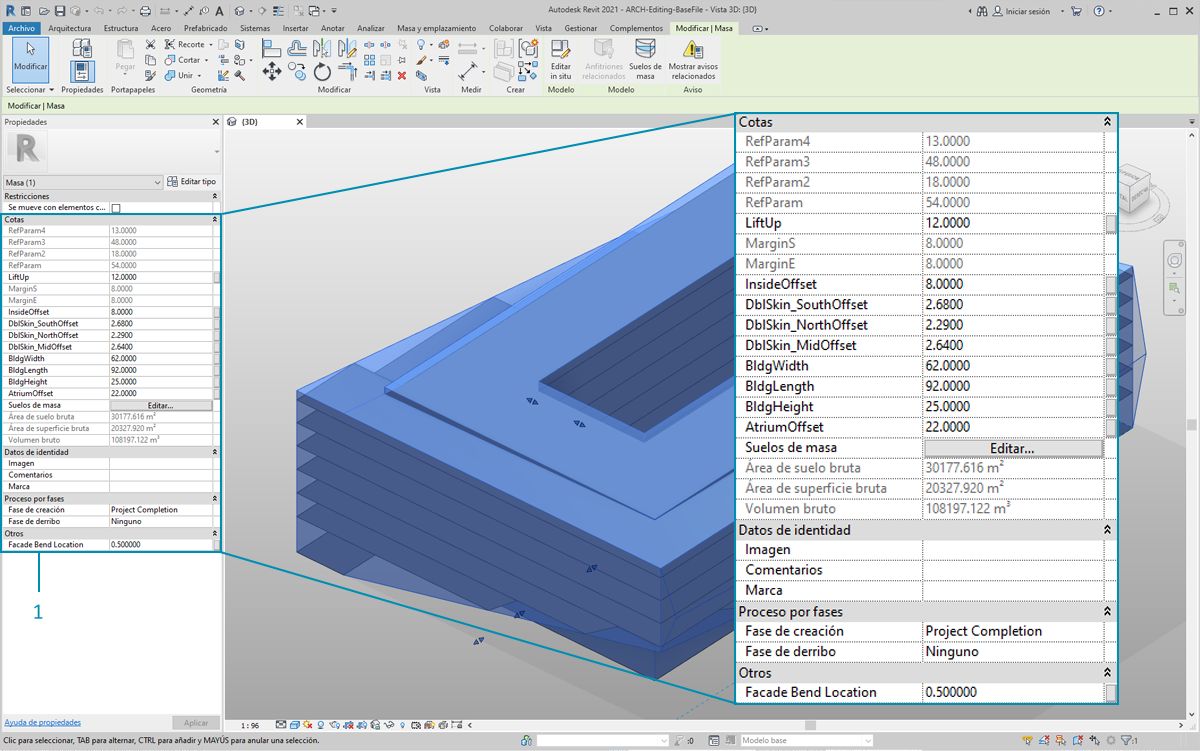 Autodesk Revit 2021 - ARCH-Editing-BaseFile - Vista 3D: {3D}
Iniciar sesión
Archivo Arquitectura Estructura Acero Prefabricado Sistemas Insertar Anotar Analizar Masa y emplazamiento Colaborar Vista Gestionar Complementos Modificar | Masa
Modificar
Pegar
Recorte
Cortar
Unir
Editar in situ
Anfitriones relacionados
Suelos de masa
Mostrar avisos relacionados
Seleccionar Propiedades Portapapeles Geometría Modificar Vista Medir Crear Modelo Modelo Aviso
Modificar | Masa
Propiedades
{3D}
R
Masa (1)
Editar tipo
Restricciones
Se mueve con elementos c...
Cotas
RefParam4 13.0000
RefParam3 48.0000
RefParam2 18.0000
RefParam 54.0000
LiftUp 12.0000
MarginS 8.0000
MarginE 8.0000
InsideOffset 8.0000
DblSkin_SouthOffset 2.6800
DblSkin_NorthOffset 2.2900
DblSkin_MidOffset 2.6400
BldgWidth 62.0000
BldgLength 92.0000
BldgHeight 25.0000
AtriumOffset 22.0000
Suelos de masa Editar...
Área de suelo bruta 30177.616 m²
Área de superficie bruta 20327.920 m²
Volumen bruto 108197.122 m³
Datos de identidad
Imagen
Comentarios
Marca
Proceso por fases
Fase de creación Project Completion
Fase de derribo Ninguno
Otros
Facade Bend Location 0.500000
1
Cotas
RefParam4 13.0000
RefParam3 48.0000
RefParam2 18.0000
RefParam 54.0000
LiftUp 12.0000
MarginS 8.0000
MarginE 8.0000
InsideOffset 8.0000
DblSkin_SouthOffset 2.6800
DblSkin_NorthOffset 2.2900
DblSkin_MidOffset 2.6400
BldgWidth 62.0000
BldgLength 92.0000
BldgHeight 25.0000
AtriumOffset 22.0000
Suelos de masa Editar...
Área de suelo bruta 30177.616 m²
Área de superficie bruta 20327.920 m²
Volumen bruto 108197.122 m³
Datos de identidad
Imagen
Comentarios
Marca
Proceso por fases
Fase de creación Project Completion
Fase de derribo Ninguno
Otros
Facade Bend Location 0.500000
Ayuda de propiedades
Aplicar
1 : 96
Clic para seleccionar, TAB para alternar, CTRL para añadir y MAYÚS para anular una selección.
:0
Modelo base
:1